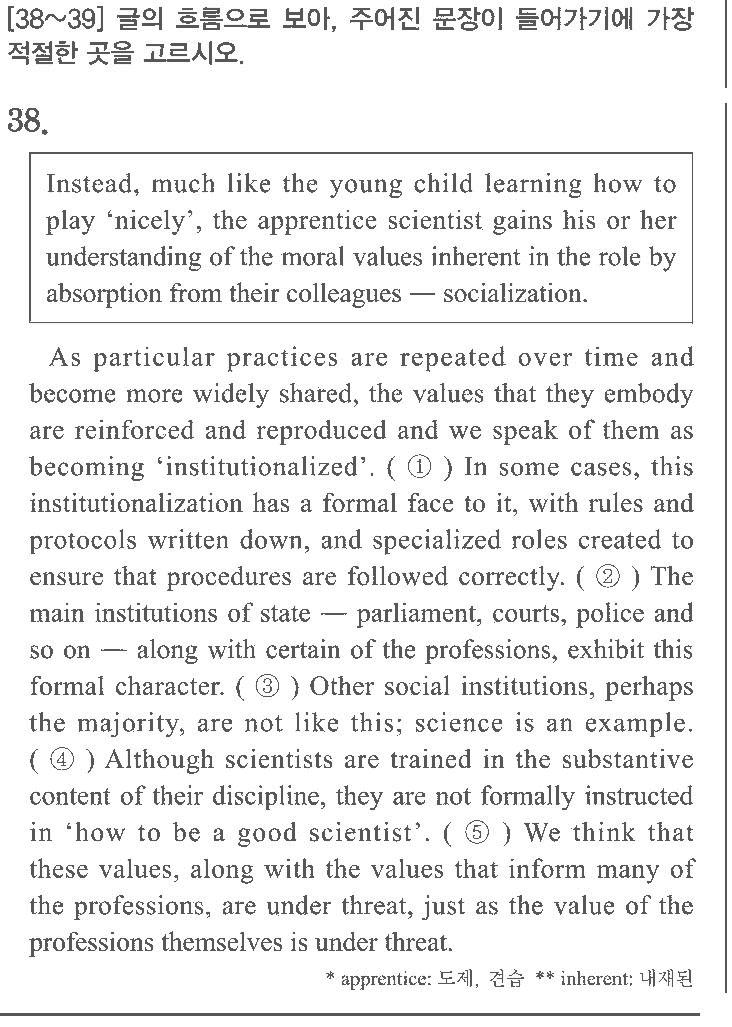 [38～39] 글의 흐름으로 보아, 주어진 문장이 들어가기에 가장
적절한 곳을 고르시오.
38.
Instead, much like the young child learning how to
play ‘nicely’, the apprentice scientist gains his or her
understanding of the moral values inherent in the role by
absorption from their colleagues — socialization.
As particular practices are repeated over time and
become more widely shared, the values that they embody
are reinforced and reproduced and we speak of them as
becoming ‘institutionalized’. ( ① ) In some cases, this
institutionalization has a formal face to it, with rules and
protocols written down, and specialized roles created to
ensure that procedures are followed correctly. ( ② ) The
main institutions of state — parliament, courts, police and
so on — along with certain of the professions, exhibit this
formal character. ( ③ ) Other social institutions, perhaps
the majority, are not like this; science is an example.
( ④ ) Although scientists are trained in the substantive
content of their discipline, they are not formally instructed
in ‘how to be a good scientist’. ( ⑤ ) We think that
these values, along with the values that inform many of
the professions, are under threat, just as the value of the
professions themselves is under threat.
* apprentice: 도제, 견습 ** inherent: 내재된